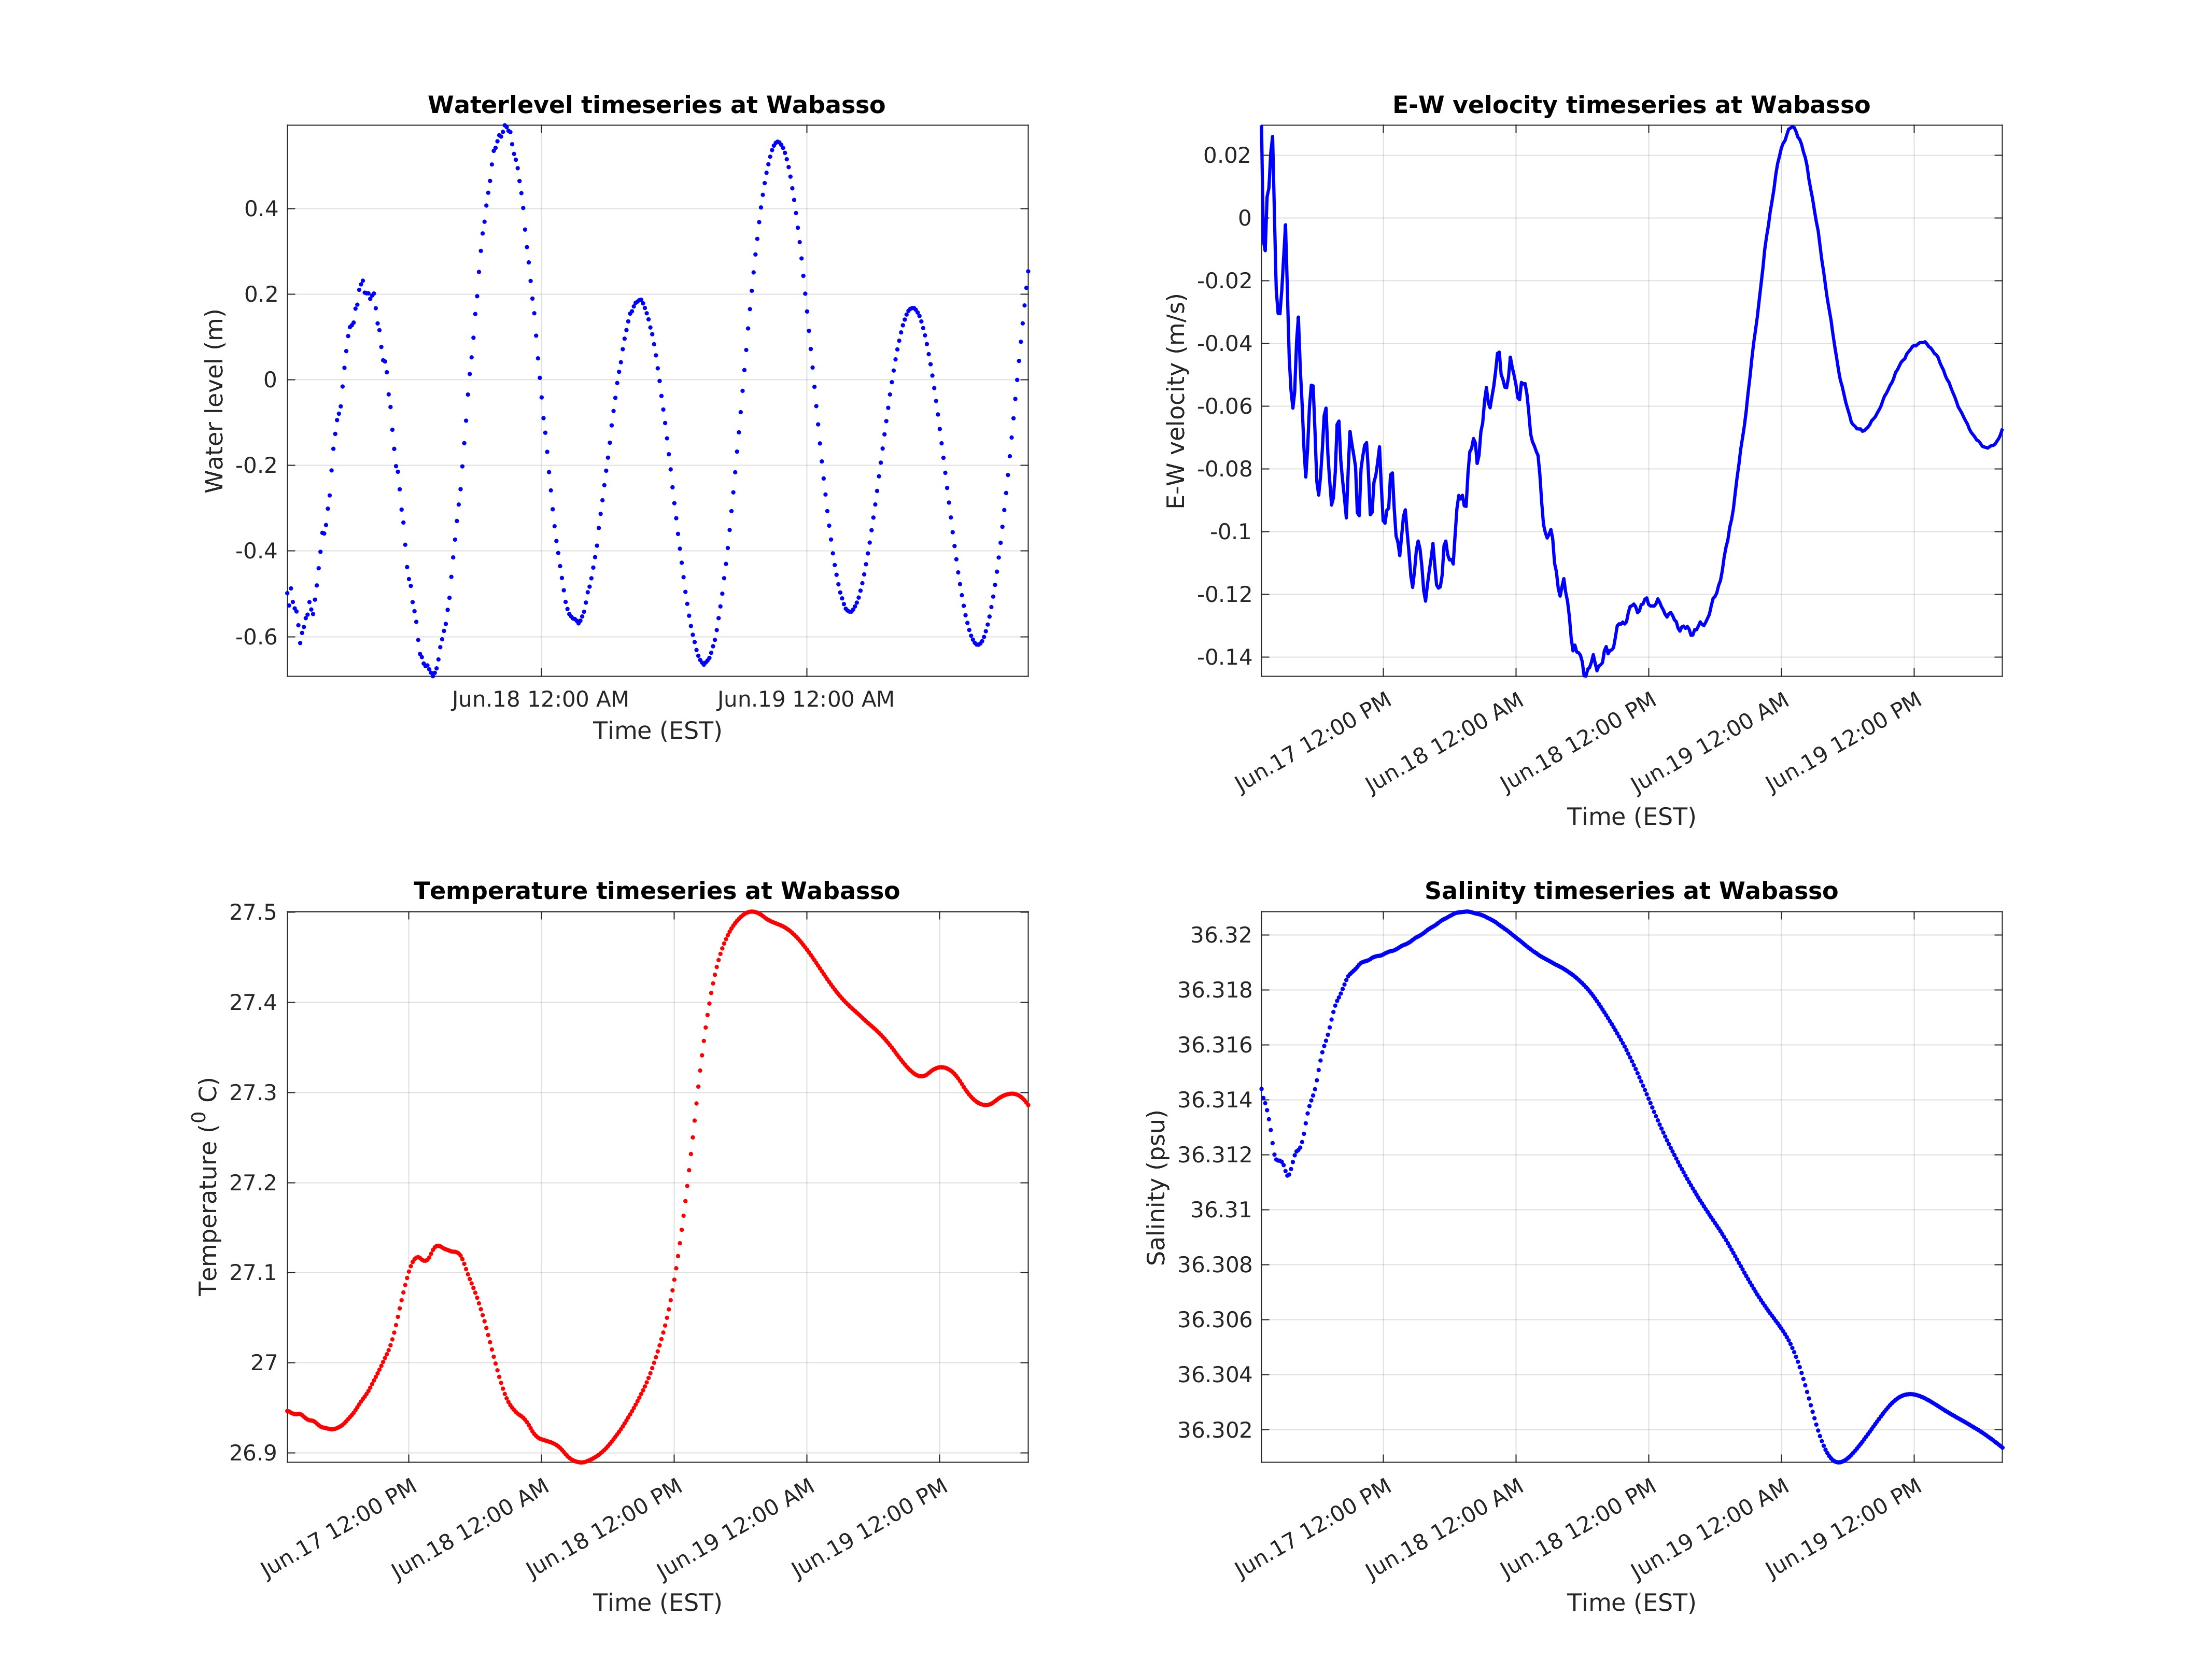 Waterlevel timeseries at Wabasso
0.4
0.2
0
-0.2
-0.4
-0.6
Water level (m)
Jun.18 12:00 AM
Jun.19 12:00 AM
Time (EST)
E-W velocity timeseries at Wabasso
0.02
0
-0.02
-0.04
-0.06
-0.08
-0.1
-0.12
-0.14
E-W velocity (m/s)
Jun.17 12:00 PM
Jun.18 12:00 AM
Jun.18 12:00 PM
Jun.19 12:00 AM
Jun.19 12:00 PM
Time (EST)
Temperature timeseries at Wabasso
27.5
27.4
27.3
27.2
27.1
27
26.9
Temperature (⁰ C)
Jun.17 12:00 PM
Jun.18 12:00 AM
Jun.18 12:00 PM
Jun.19 12:00 AM
Jun.19 12:00 PM
Time (EST)
Salinity timeseries at Wabasso
36.32
36.318
36.316
36.314
36.312
36.31
36.308
36.306
36.304
36.302
Salinity (psu)
Jun.17 12:00 PM
Jun.18 12:00 AM
Jun.18 12:00 PM
Jun.19 12:00 AM
Jun.19 12:00 PM
Time (EST)